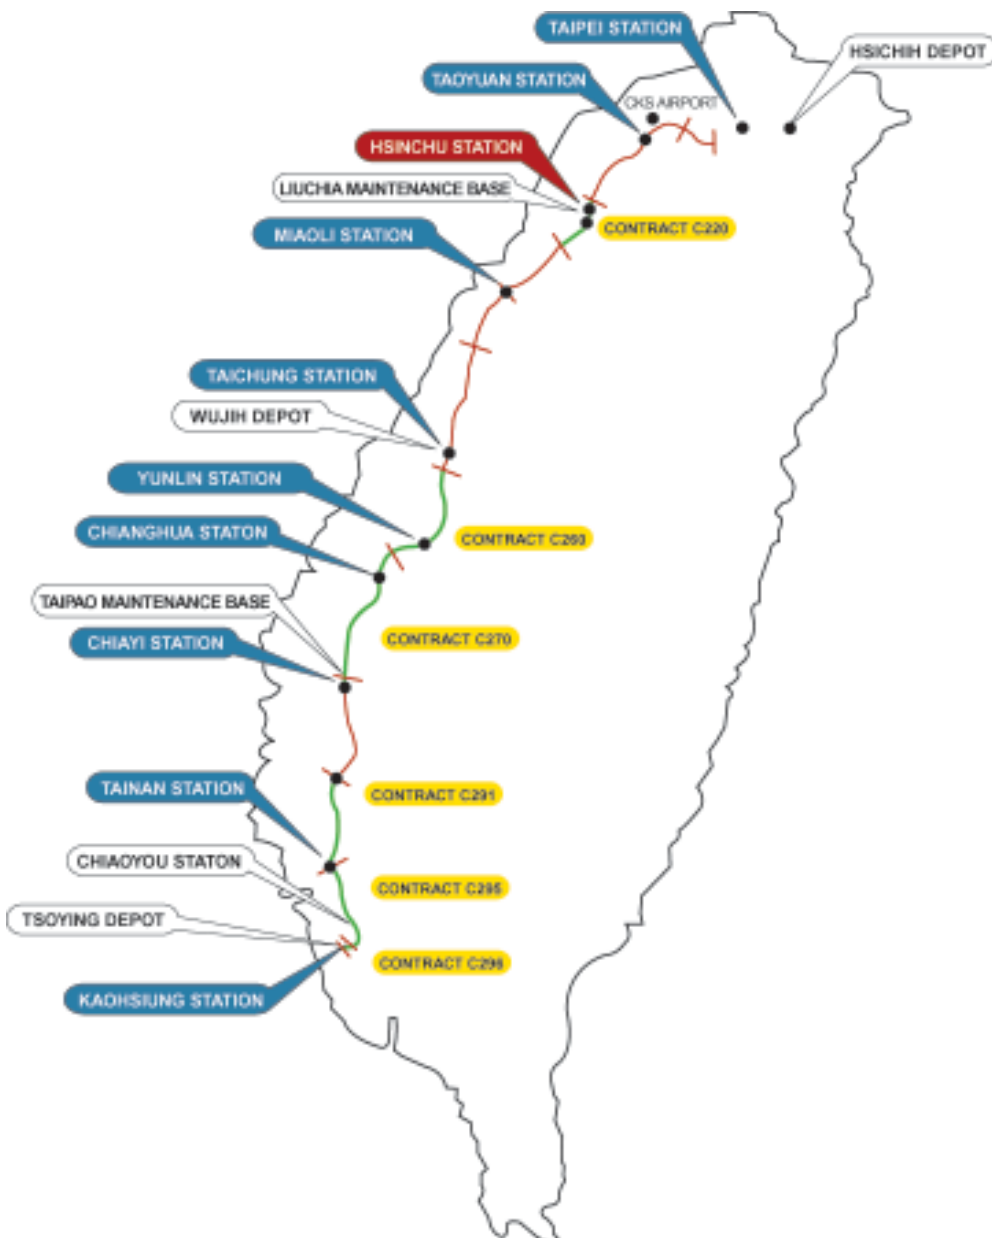 TAIPEI STATION
HSICHIH DEPOT
TAOYUAN STATION
CKS AIRPORT
HSINCHU STATION
LIUCHIA MAINTENANCE BASE
CONTRACT C220
MIAOLI STATION
TAICHUNG STATION
WUJIH DEPOT
YUNLIN STATION
CHIANGHUA STATON
CONTRACT C260
TAIPAO MAINTENANCE BASE
CHIAYI STATION
CONTRACT C270
TAINAN STATION
CONTRACT C291
CHIAOYOU STATON
CONTRACT C295
TSOYING DEPOT
CONTRACT C296
KAOHSIUNG STATION